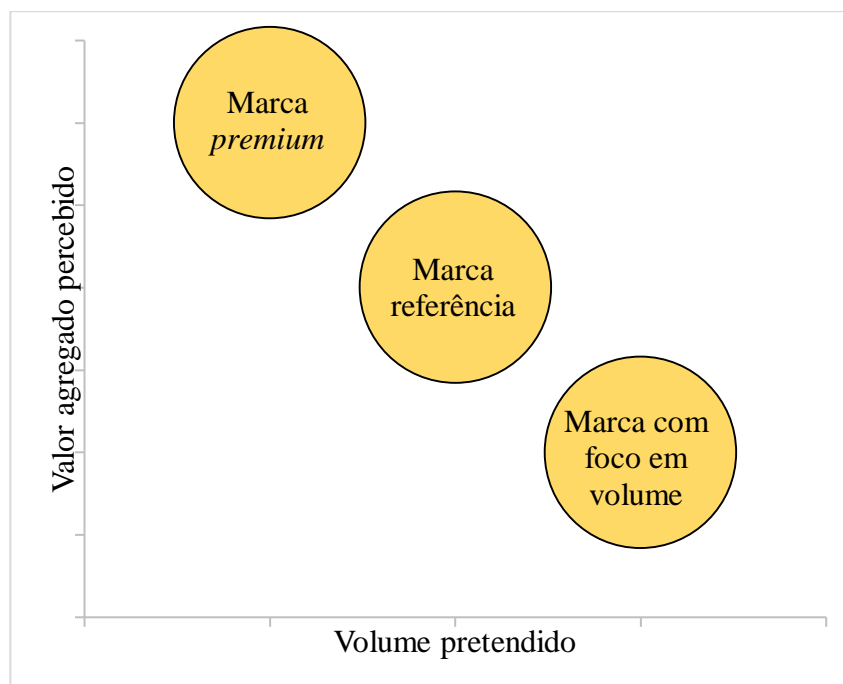 Marca
premium
Marca
referência
Marca com
foco em
volume
Valor agregado percebido
Volume pretendido